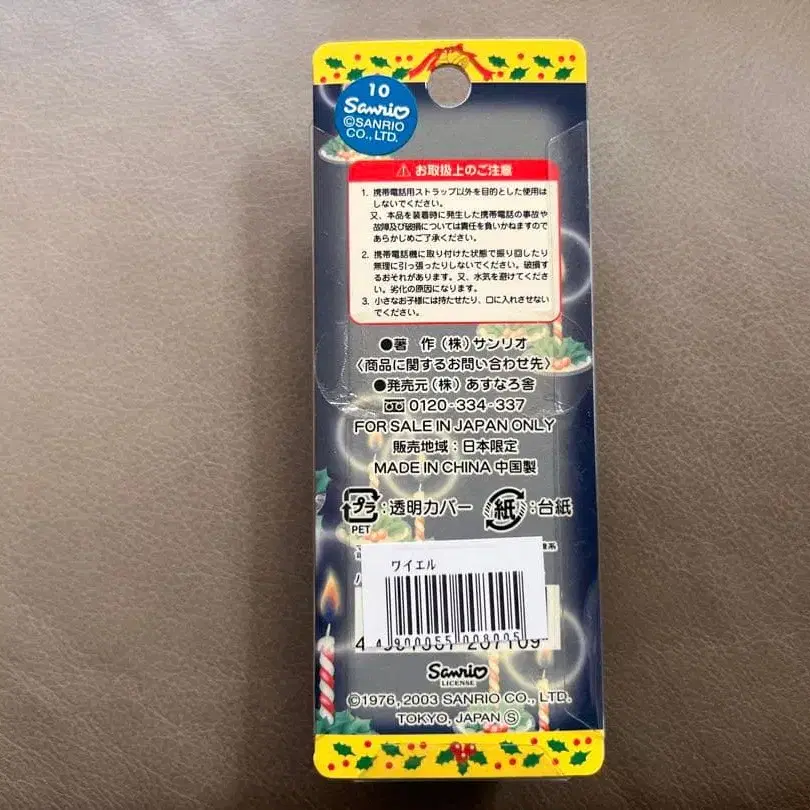 10
Sanrio
©SANRIO
CO., LTD.
⚠ お取扱上のご注意
1. 携帯電話用ストラップ以外を目的とした使用は
しないでください。
又、本品を装着時に発生した携帯電話の事故や
故障及び破損については責任を負いかねますので
あらかじめご了承ください。
2. 携帯電話機に取り付けた状態で振り回したり
無理に引っ張ったりしないでください。破損す
るおそれがあります。又、水気を避けてくださ
い。劣化の原因になります。
3. 小さなお子様には持たせたり、口に入れさせない
でください。
●著 作(株)サンリオ
〈商品に関するお問い合わせ先〉
●発売元(株)あすなろ舎
0120-334-337
FOR SALE IN JAPAN ONLY
販売地域:日本限定
MADE IN CHINA 中国製
プラ:透明カバー 紙:台紙
PET
ワイエル
4900055008005
Sanrio
LICENSE
©1976, 2003 SANRIO CO., LTD.
TOKYO, JAPAN Ⓢ